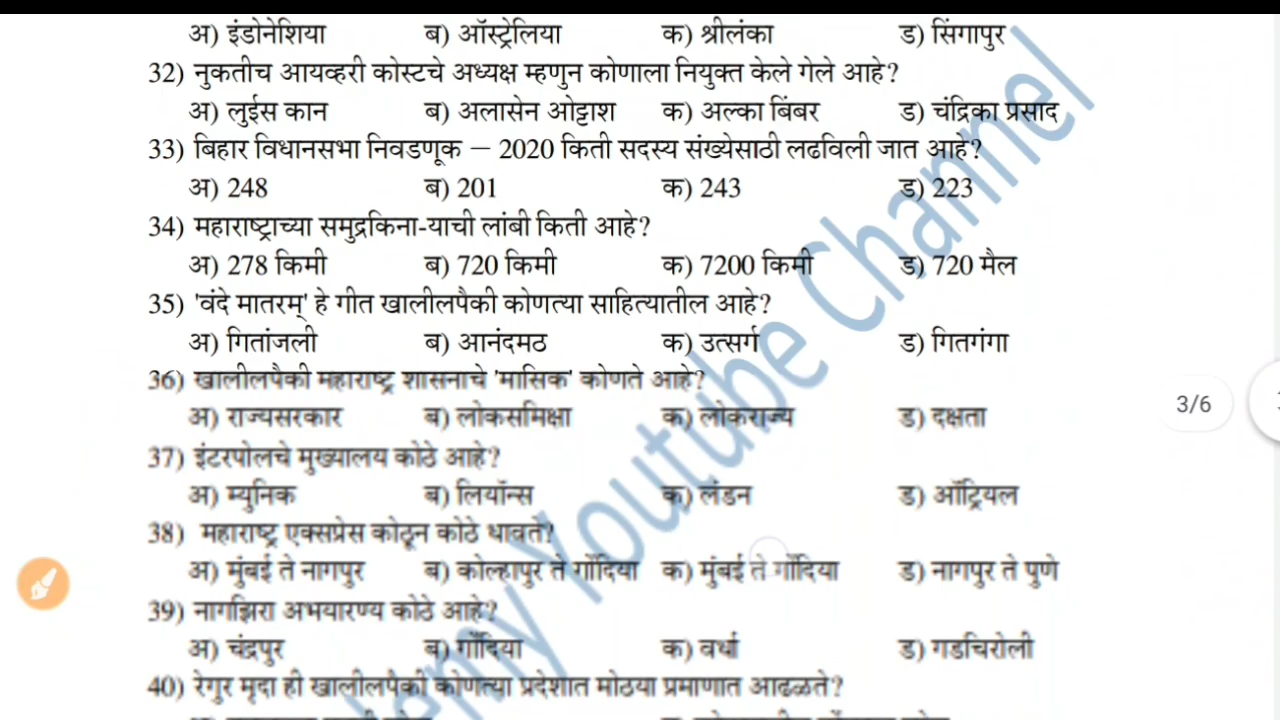 अ) इंडोनेशिया ब) ऑस्ट्रेलिया क) श्रीलंका ड) सिंगापुर
32) नुकतीच आयव्हरी कोस्टचे अध्यक्ष म्हणुन कोणाला नियुक्त केले गेले आहे?
अ) लुईस कान ब) अलासेन ओट्टाश क) अल्का बिंबर ड) चंद्रिका प्रसाद
33) बिहार विधानसभा निवडणूक – 2020 किती सदस्य संख्येसाठी लढविली जात आहे?
अ) 248 ब) 201 क) 243 ड) 223
34) महाराष्ट्राच्या समुद्रकिना-याची लांबी किती आहे?
अ) 278 किमी ब) 720 किमी क) 7200 किमी ड) 720 मैल
35) 'वंदे मातरम्' हे गीत खालीलपैकी कोणत्या साहित्यातील आहे?
अ) गितांजली ब) आनंदमठ क) उत्सर्ग ड) गितगंगा
36) खालीलपैकी महाराष्ट्र शासनाचे 'मासिक' कोणते आहे?
अ) राज्यसरकार ब) लोकसमिक्षा क) लोकराज्य ड) दक्षता
3/6
37) इंटरपोलचे मुख्यालय कोठे आहे?
अ) म्युनिक ब) लियॉन्स क) लंडन ड) ऑट्रियल
38) महाराष्ट्र एक्सप्रेस कोठून कोठे धावते?
अ) मुंबई ते नागपुर ब) कोल्हापुर ते गोंदिया क) मुंबई ते गोंदिया ड) नागपुर ते पुणे
39) नागझिरा अभयारण्य कोठे आहे?
अ) चंद्रपुर ब) गोंदिया क) वर्धा ड) गडचिरोली
40) रेगुर मृदा ही खालीलपैकी कोणत्या प्रदेशात मोठया प्रमाणात आढळते?
Youtube Channel